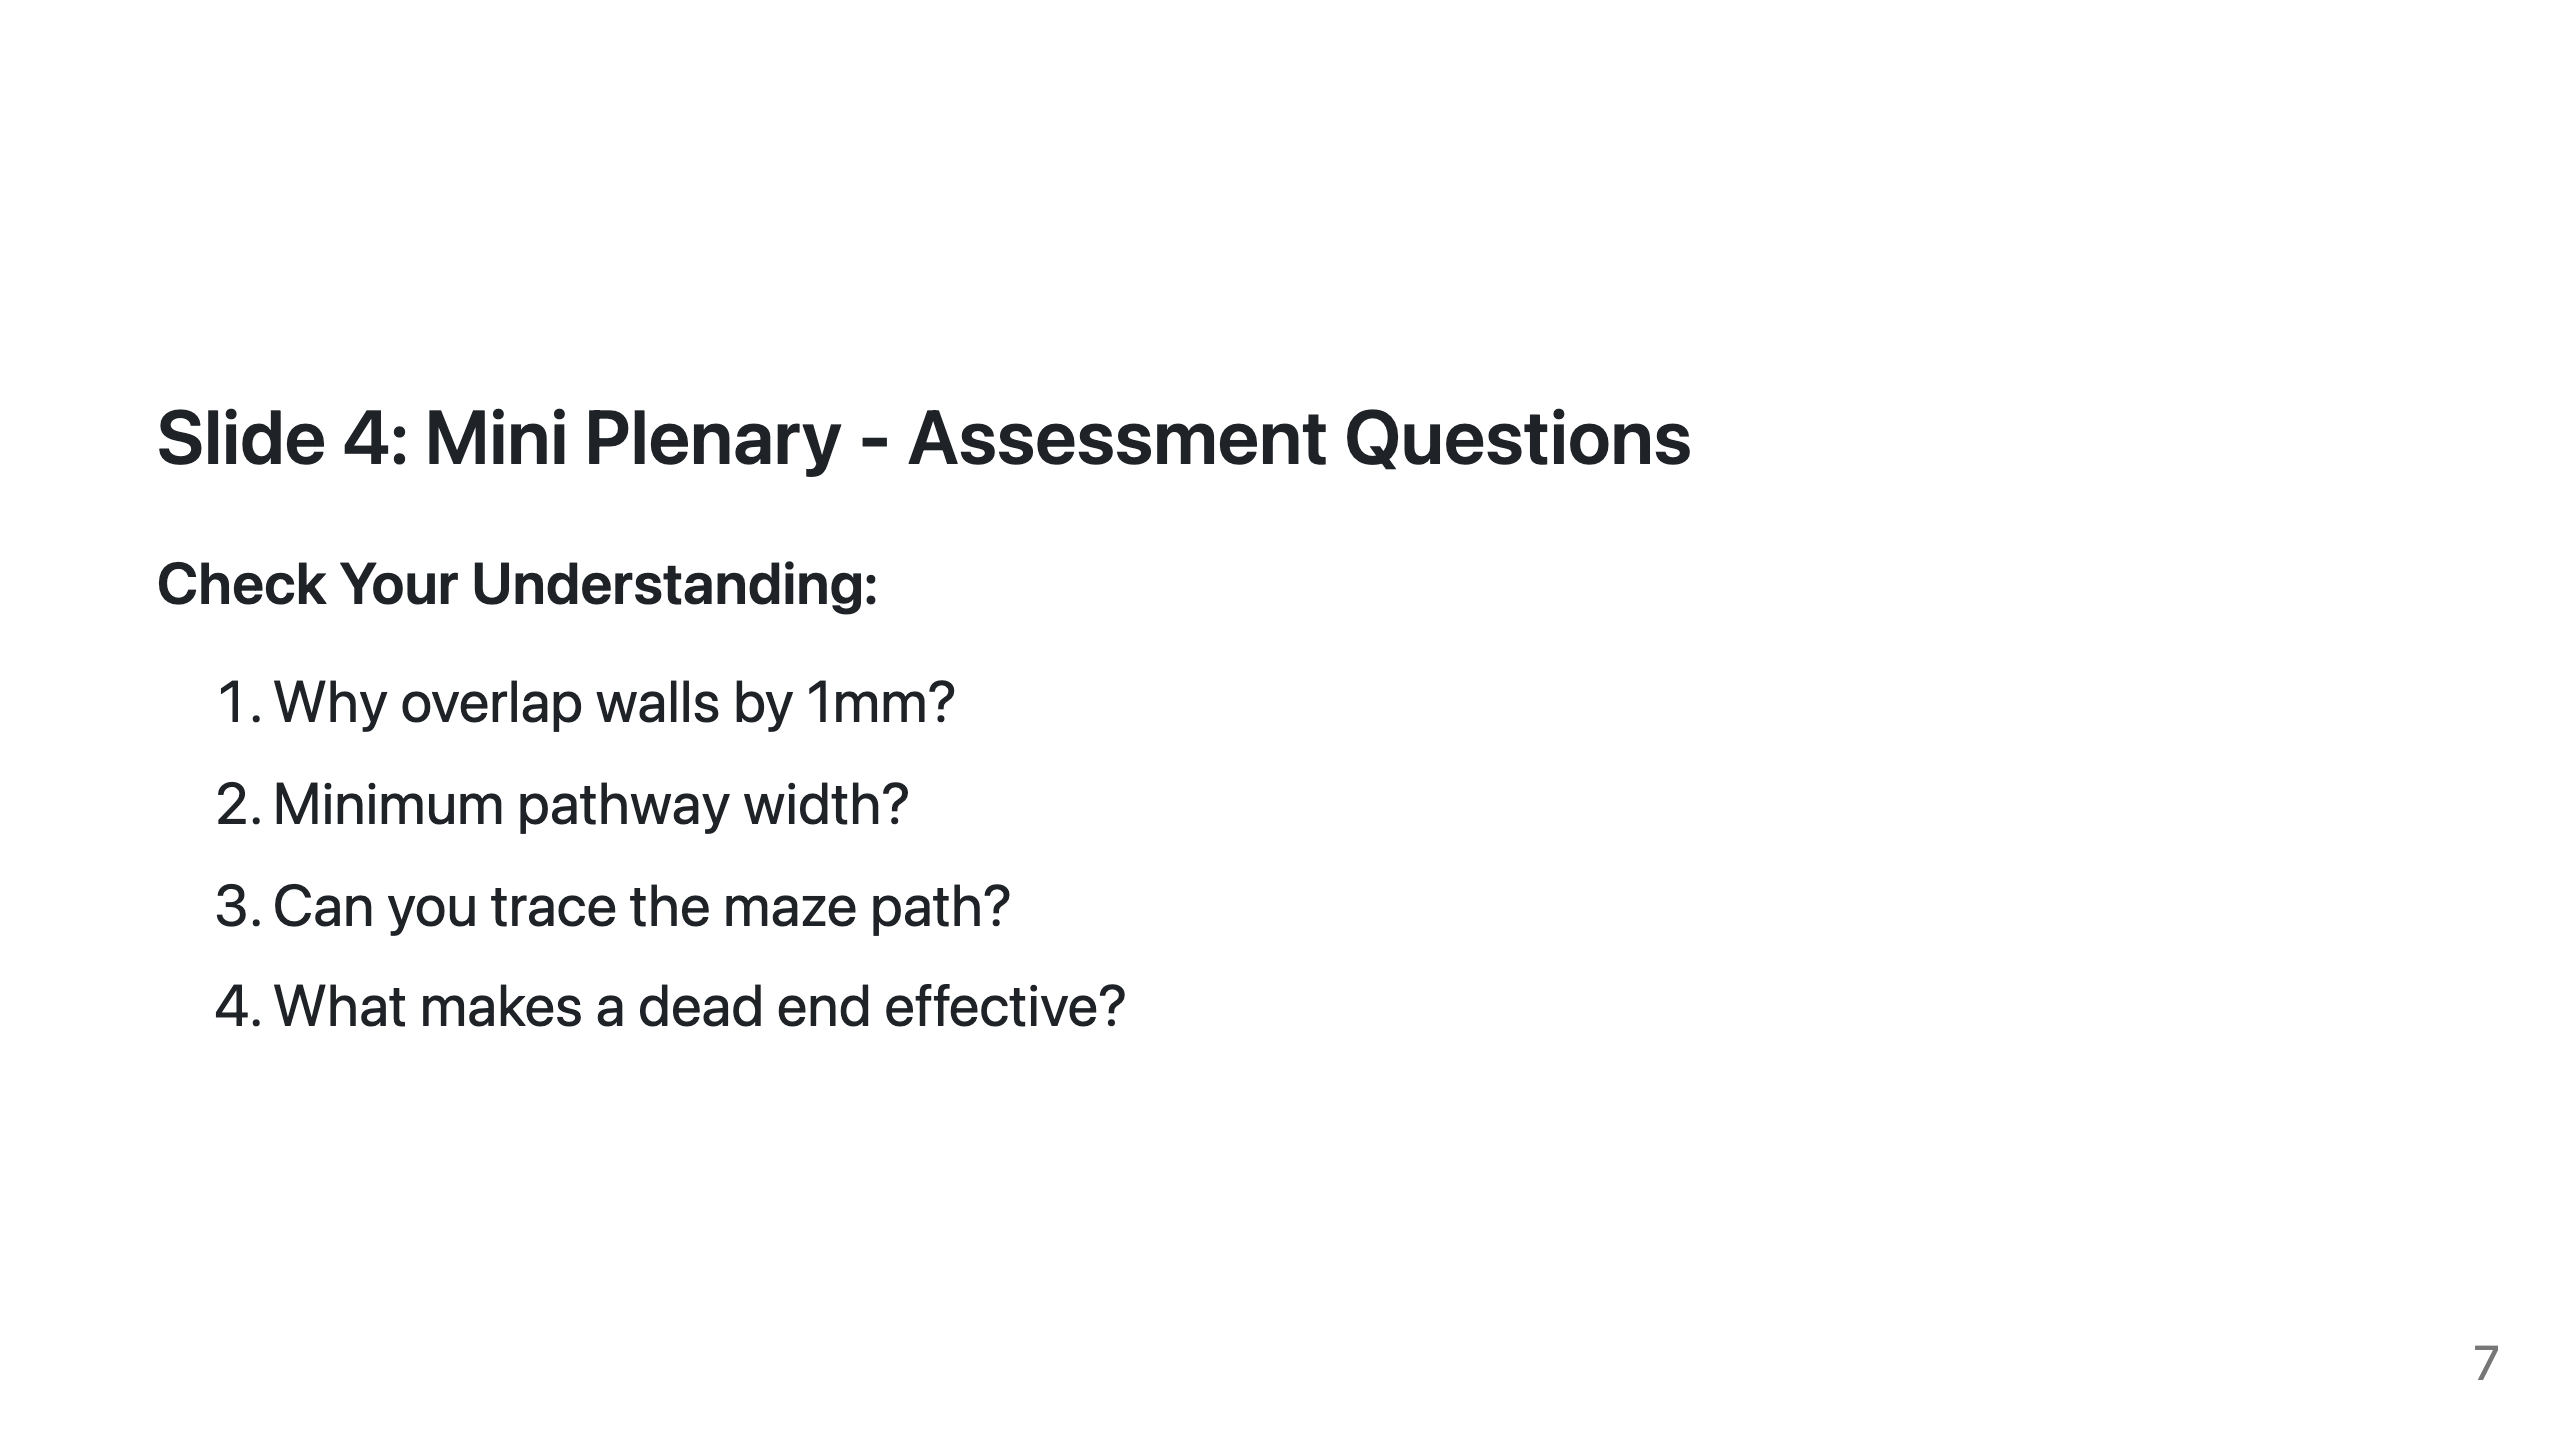 Slide 4: Mini Plenary - Assessment Questions
Check Your Understanding:
1. Why overlap walls by 1mm?
2. Minimum pathway width?
3. Can you trace the maze path?
4. What makes a dead end effective?
7